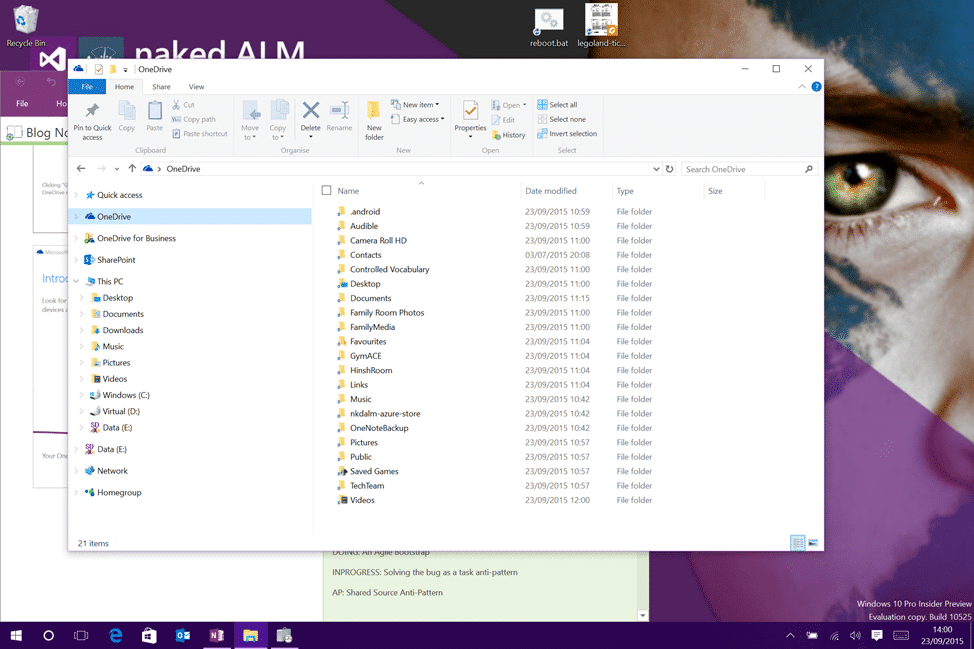 Recycle Bin
reboot.bat
legoland-tic...
naked ALM
OneDrive
File
Home
Share
View
File
Ho
Pin to Quick access
Copy
Paste
Cut
Copy path
Paste shortcut
Move to
Copy to
Delete
Rename
New folder
New item
Easy access
Properties
Open
Edit
History
Select all
Select none
Invert selection
Clipboard
Organise
New
Open
Select
Blog No
OneDrive
Search OneDrive
Name
Date modified
Type
Size
Quick access
OneDrive
OneDrive for Business
SharePoint
This PC
Desktop
Documents
Downloads
Music
Pictures
Videos
Windows (C:)
Virtual (D:)
Data (E:)
Data (E:)
Network
Homegroup
.android 23/09/2015 10:59 File folder
Audible 23/09/2015 10:59 File folder
Camera Roll HD 23/09/2015 11:00 File folder
Contacts 03/07/2015 20:08 File folder
Controlled Vocabulary 23/09/2015 11:00 File folder
Desktop 23/09/2015 11:00 File folder
Documents 23/09/2015 11:15 File folder
Family Room Photos 23/09/2015 11:00 File folder
FamilyMedia 23/09/2015 11:00 File folder
Favourites 23/09/2015 11:04 File folder
GymACE 23/09/2015 11:04 File folder
HinshRoom 23/09/2015 11:04 File folder
Links 23/09/2015 11:04 File folder
Music 23/09/2015 10:42 File folder
nkdalm-azure-store 23/09/2015 10:42 File folder
OneNoteBackup 23/09/2015 10:42 File folder
Pictures 23/09/2015 10:57 File folder
Public 23/09/2015 10:57 File folder
Saved Games 23/09/2015 10:57 File folder
TechTeam 23/09/2015 10:57 File folder
Videos 23/09/2015 12:00 File folder
21 items
Clicking "G
OneDrive
Microsof
Introd
Look for
devices a
Your One
DOING: An Agile Bootstrap
INPROGRESS: Solving the bug as a task anti-pattern
AP: Shared Source Anti-Pattern
Windows 10 Pro Insider Preview
Evaluation copy. Build 10525
14:00
23/09/2015